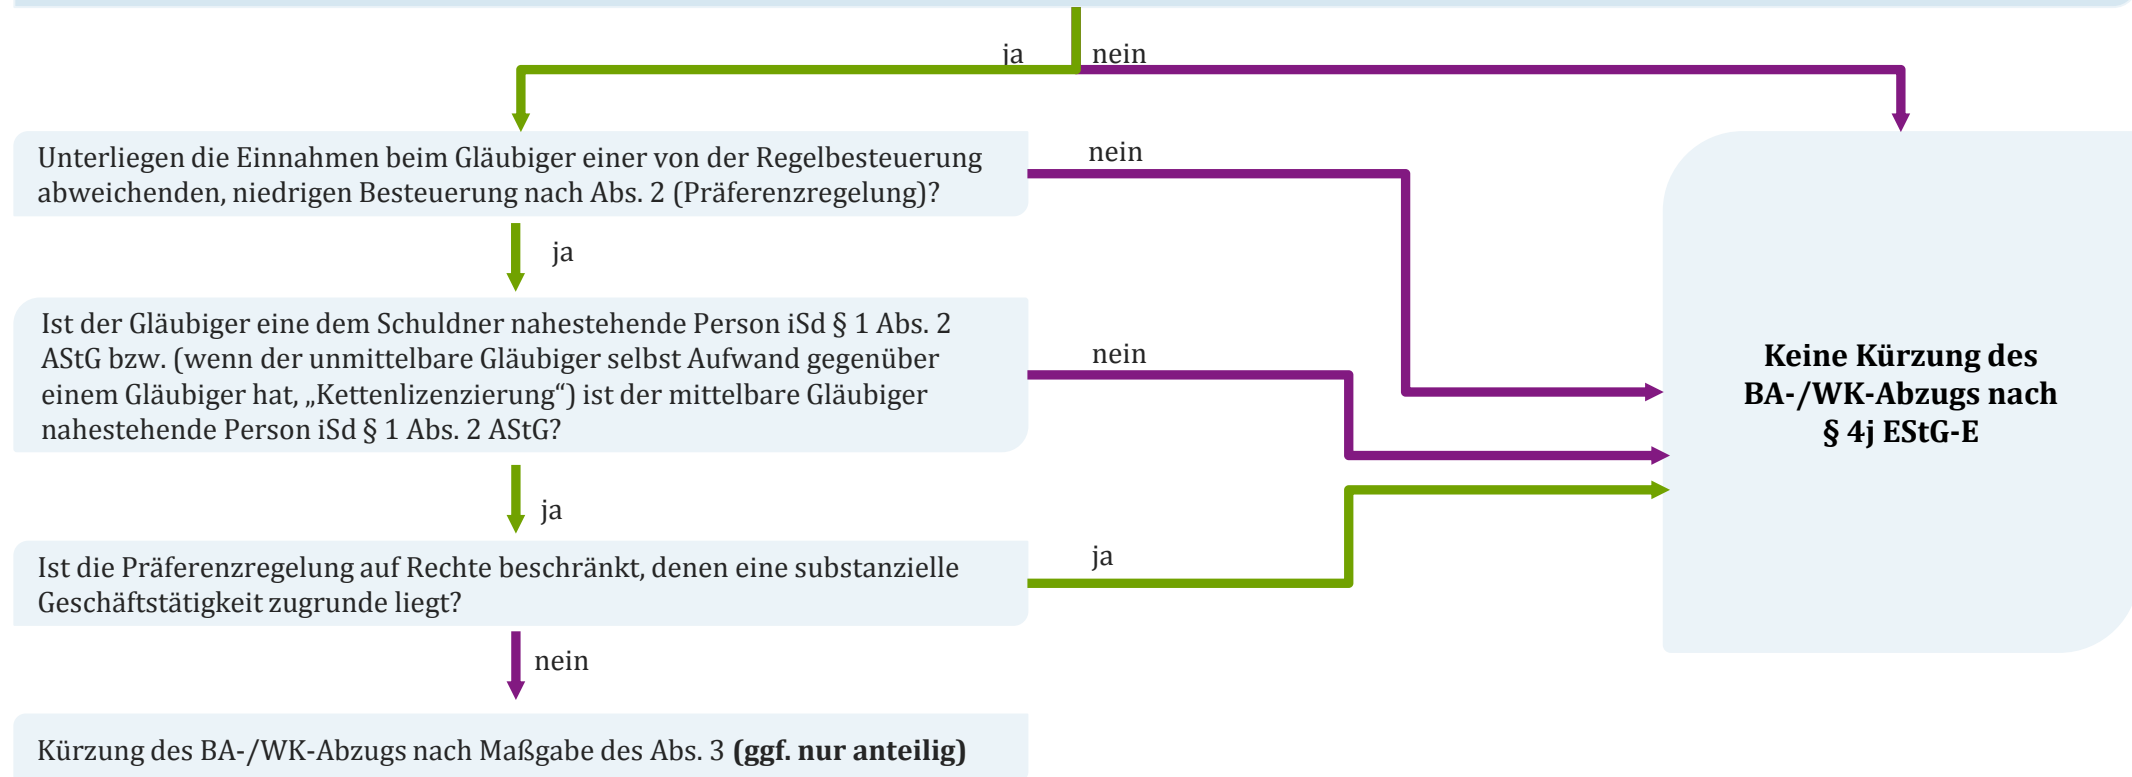 ja
nein
Unterliegen die Einnahmen beim Gläubiger einer von der Regelbesteuerung
abweichenden, niedrigen Besteuerung nach Abs. 2 (Präferenzregelung)?
nein
ja
Ist der Gläubiger eine dem Schuldner nahestehende Person iSd § 1 Abs. 2
AStG bzw. (wenn der unmittelbare Gläubiger selbst Aufwand gegenüber
einem Gläubiger hat, „Kettenlizenzierung“) ist der mittelbare Gläubiger
nahestehende Person iSd § 1 Abs. 2 AStG?
nein
Keine Kürzung des
BA-/WK-Abzugs nach
§ 4j EStG-E
ja
Ist die Präferenzregelung auf Rechte beschränkt, denen eine substanzielle
Geschäftstätigkeit zugrunde liegt?
ja
nein
Kürzung des BA-/WK-Abzugs nach Maßgabe des Abs. 3 (ggf. nur anteilig)